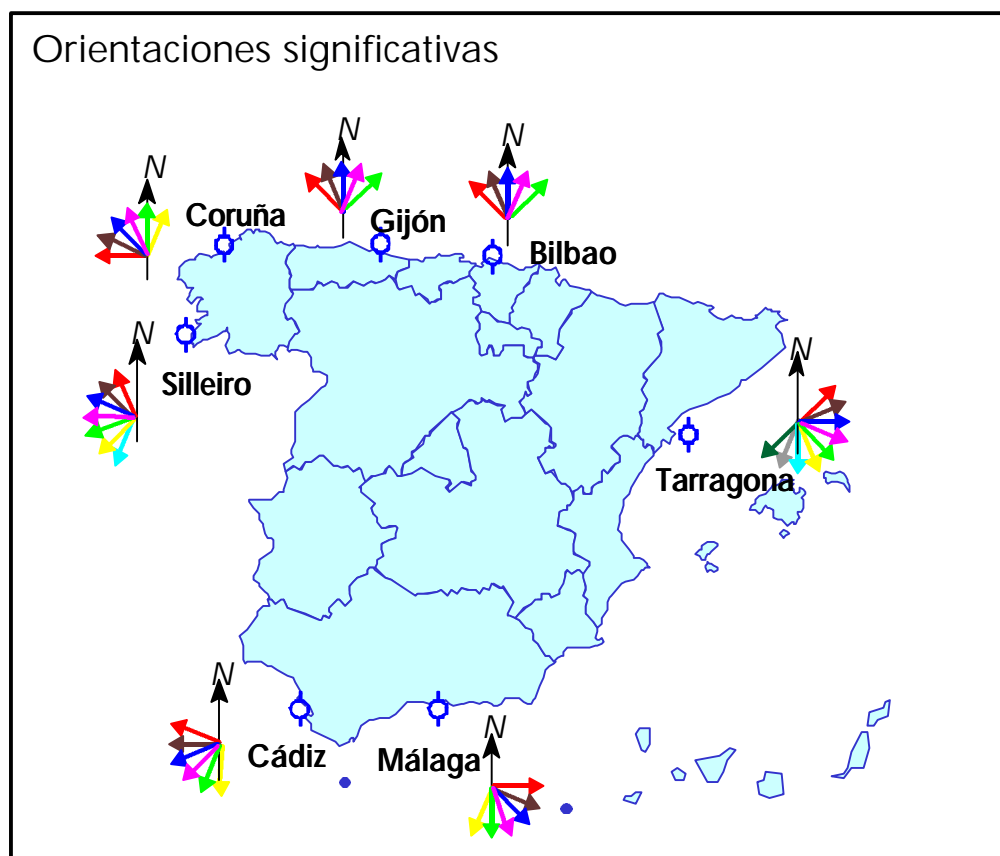 Orientaciones significativas
N
N
N
Coruña
Gijón
Bilbao
N
Silleiro
N
Tarragona
N
Cádiz
Málaga
N